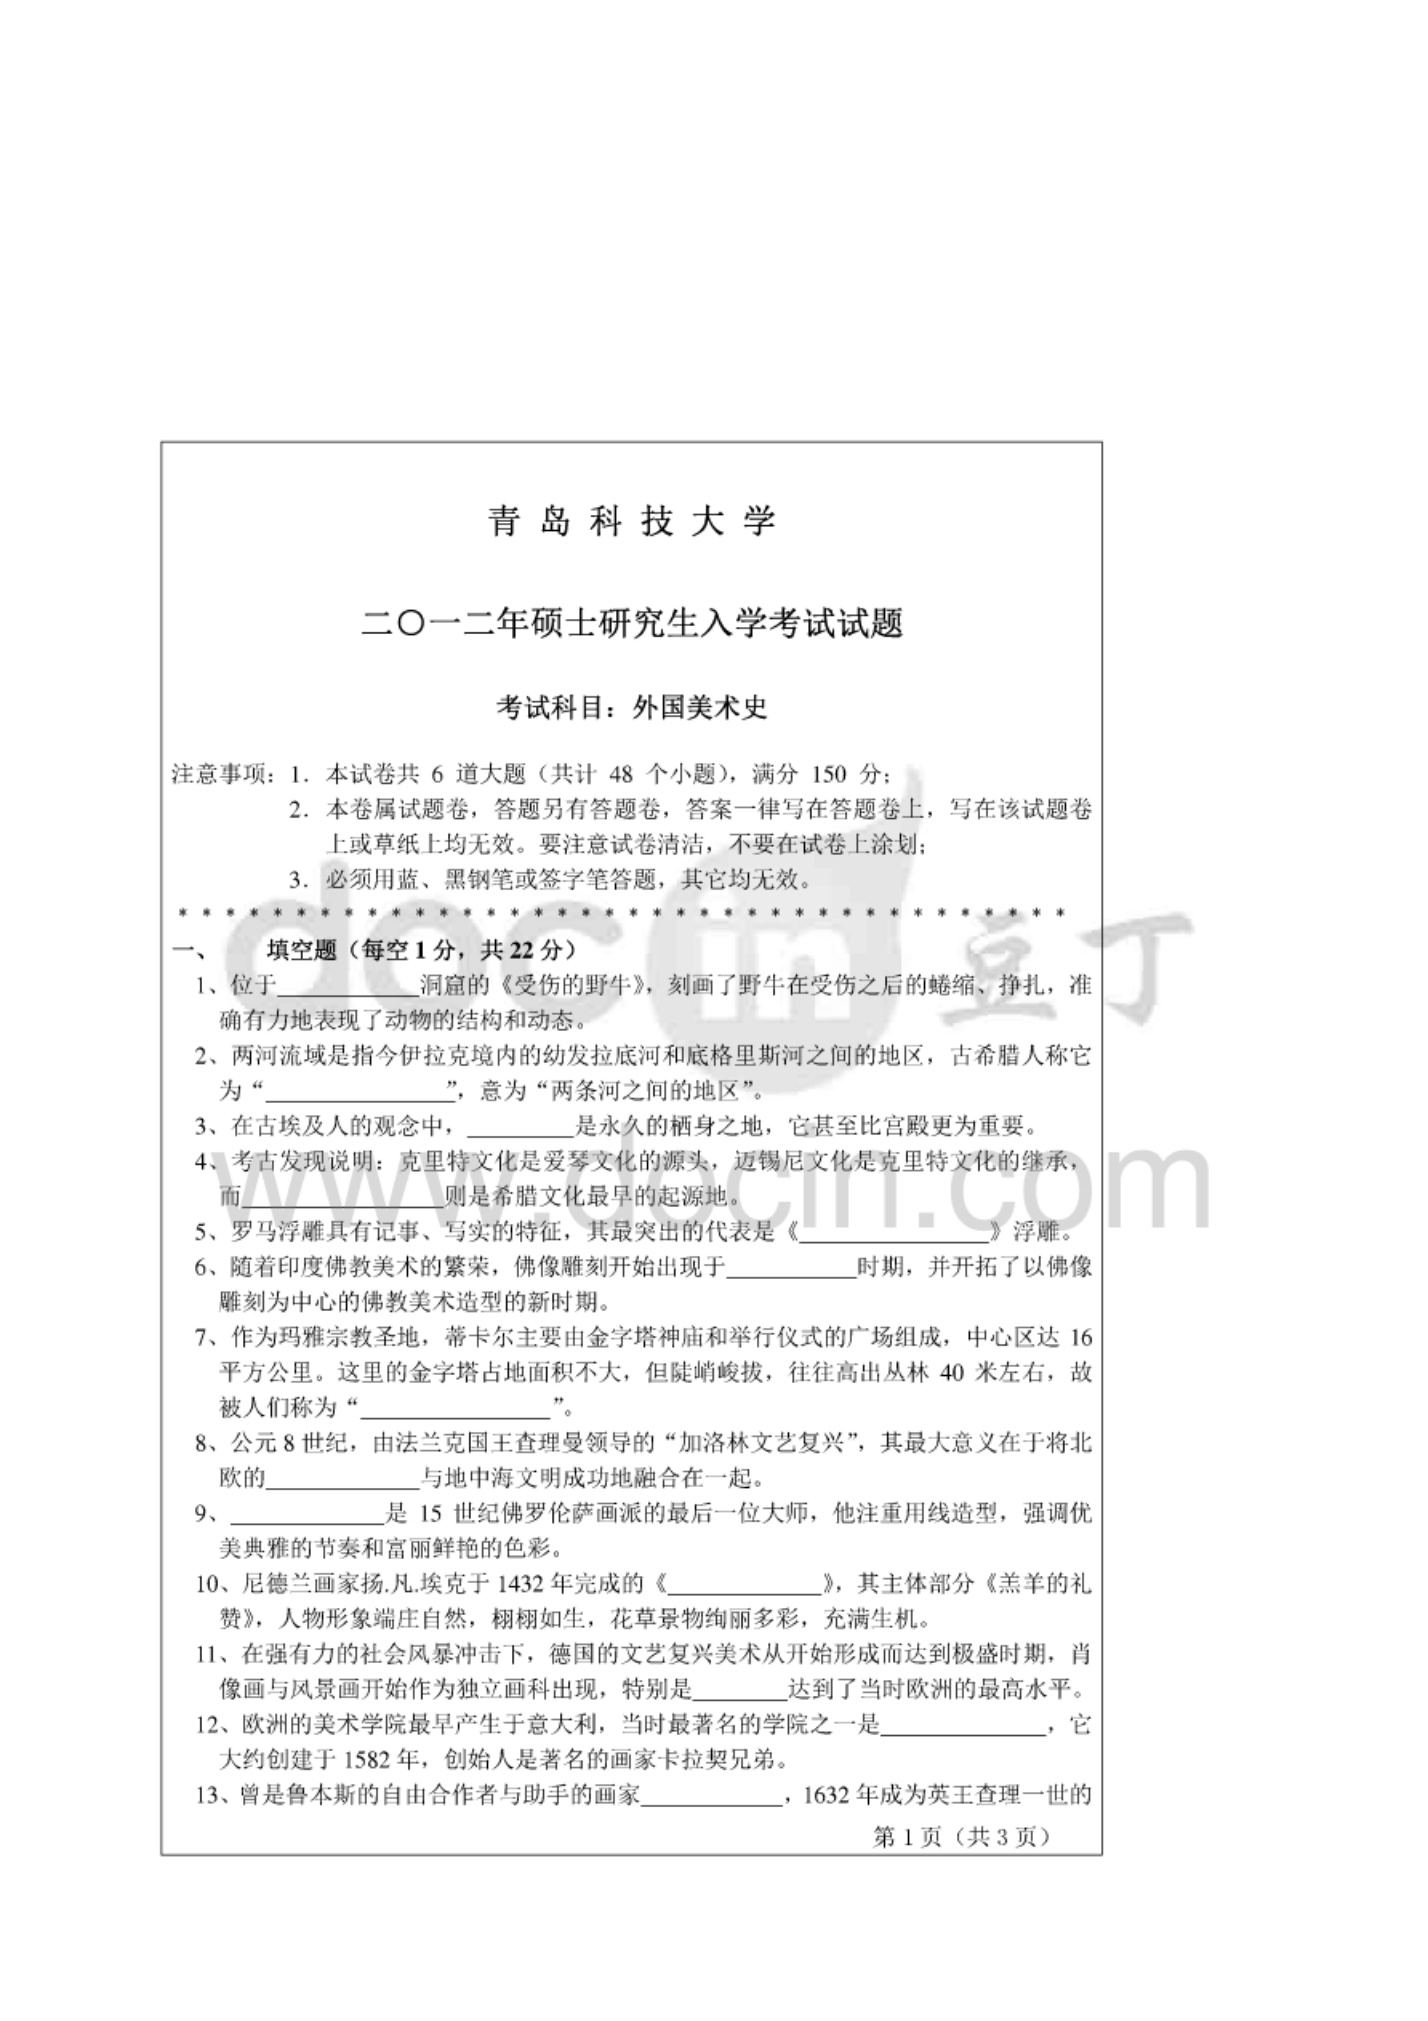 青 岛 科 技 大 学
二〇一二年硕士研究生入学考试试题
考试科目：外国美术史
注意事项：1．本试卷共 6 道大题（共计 48 个小题），满分 150 分；
2．本卷属试题卷，答题另有答题卷，答案一律写在答题卷上，写在该试题卷
上或草纸上均无效。要注意试卷清洁，不要在试卷上涂划；
3．必须用蓝、黑钢笔或签字笔答题，其它均无效。
* * * * * * * * * * * * * * * * * * * * * * * * * * * * * * * * * * * * * *
一、 填空题（每空 1 分，共 22 分）
1、位于____________洞窟的《受伤的野牛》，刻画了野牛在受伤之后的蜷缩、挣扎，准
确有力地表现了动物的结构和动态。
2、两河流域是指今伊拉克境内的幼发拉底河和底格里斯河之间的地区，古希腊人称它
为“________________”，意为“两条河之间的地区”。
3、在古埃及人的观念中，_________是永久的栖身之地，它甚至比宫殿更为重要。
4、考古发现说明：克里特文化是爱琴文化的源头，迈锡尼文化是克里特文化的继承，
而_________________则是希腊文化最早的起源地。
5、罗马浮雕具有记事、写实的特征，其最突出的代表是《________________》浮雕。
6、随着印度佛教美术的繁荣，佛像雕刻开始出现于___________时期，并开拓了以佛像
雕刻为中心的佛教美术造型的新时期。
7、作为玛雅宗教圣地，蒂卡尔主要由金字塔神庙和举行仪式的广场组成，中心区达 16
平方公里。这里的金字塔占地面积不大，但陡峭峻拔，往往高出丛林 40 米左右，故
被人们称为“________________”。
8、公元 8 世纪，由法兰克国王查理曼领导的“加洛林文艺复兴”，其最大意义在于将北
欧的_____________与地中海文明成功地融合在一起。
9、_____________是 15 世纪佛罗伦萨画派的最后一位大师，他注重用线造型，强调优
美典雅的节奏和富丽鲜艳的色彩。
10、尼德兰画家扬.凡.埃克于 1432 年完成的《_____________》，其主体部分《羔羊的礼
赞》，人物形象端庄自然，栩栩如生，花草景物绚丽多彩，充满生机。
11、在强有力的社会风暴冲击下，德国的文艺复兴美术从开始形成而达到极盛时期，肖
像画与风景画开始作为独立画科出现，特别是________达到了当时欧洲的最高水平。
12、欧洲的美术学院最早产生于意大利，当时最著名的学院之一是______________，它
大约创建于 1582 年，创始人是著名的画家卡拉契兄弟。
13、曾是鲁本斯的自由合作者与助手的画家____________，1632 年成为英王查理一世的
第 1 页（共 3 页）
docin 豆丁
www.docin.com